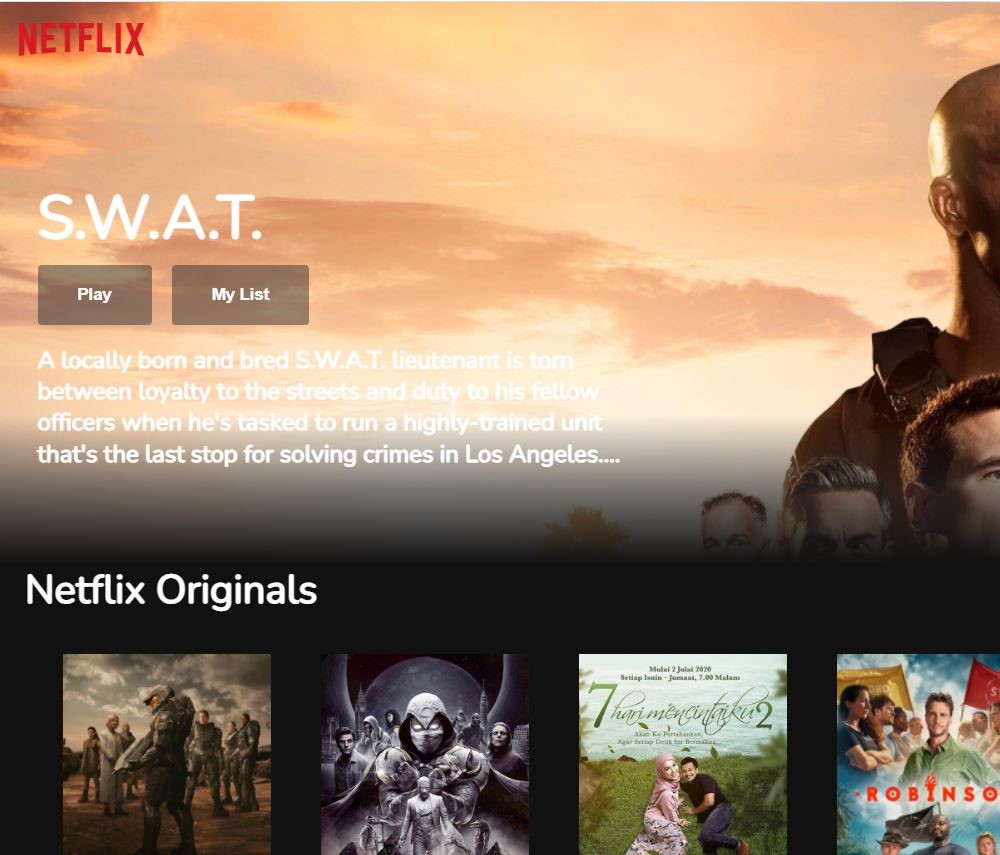 NETFLIX
S.W.A.T.
Play
My List
A locally born and bred S.W.A.T. lieutenant is torn
between loyalty to the streets and duty to his fellow
officers when he's tasked to run a highly-trained unit
that's the last stop for solving crimes in Los Angeles....
Netflix Originals
Mulai 2 Julai 2020
Setiap Isnin - Jumaat, 7.00 Malam
7 hari mencintaiku 2
Akan Ku Pertahankan,
Agar Setiap Detik Ini Bermakna
ROBINSO